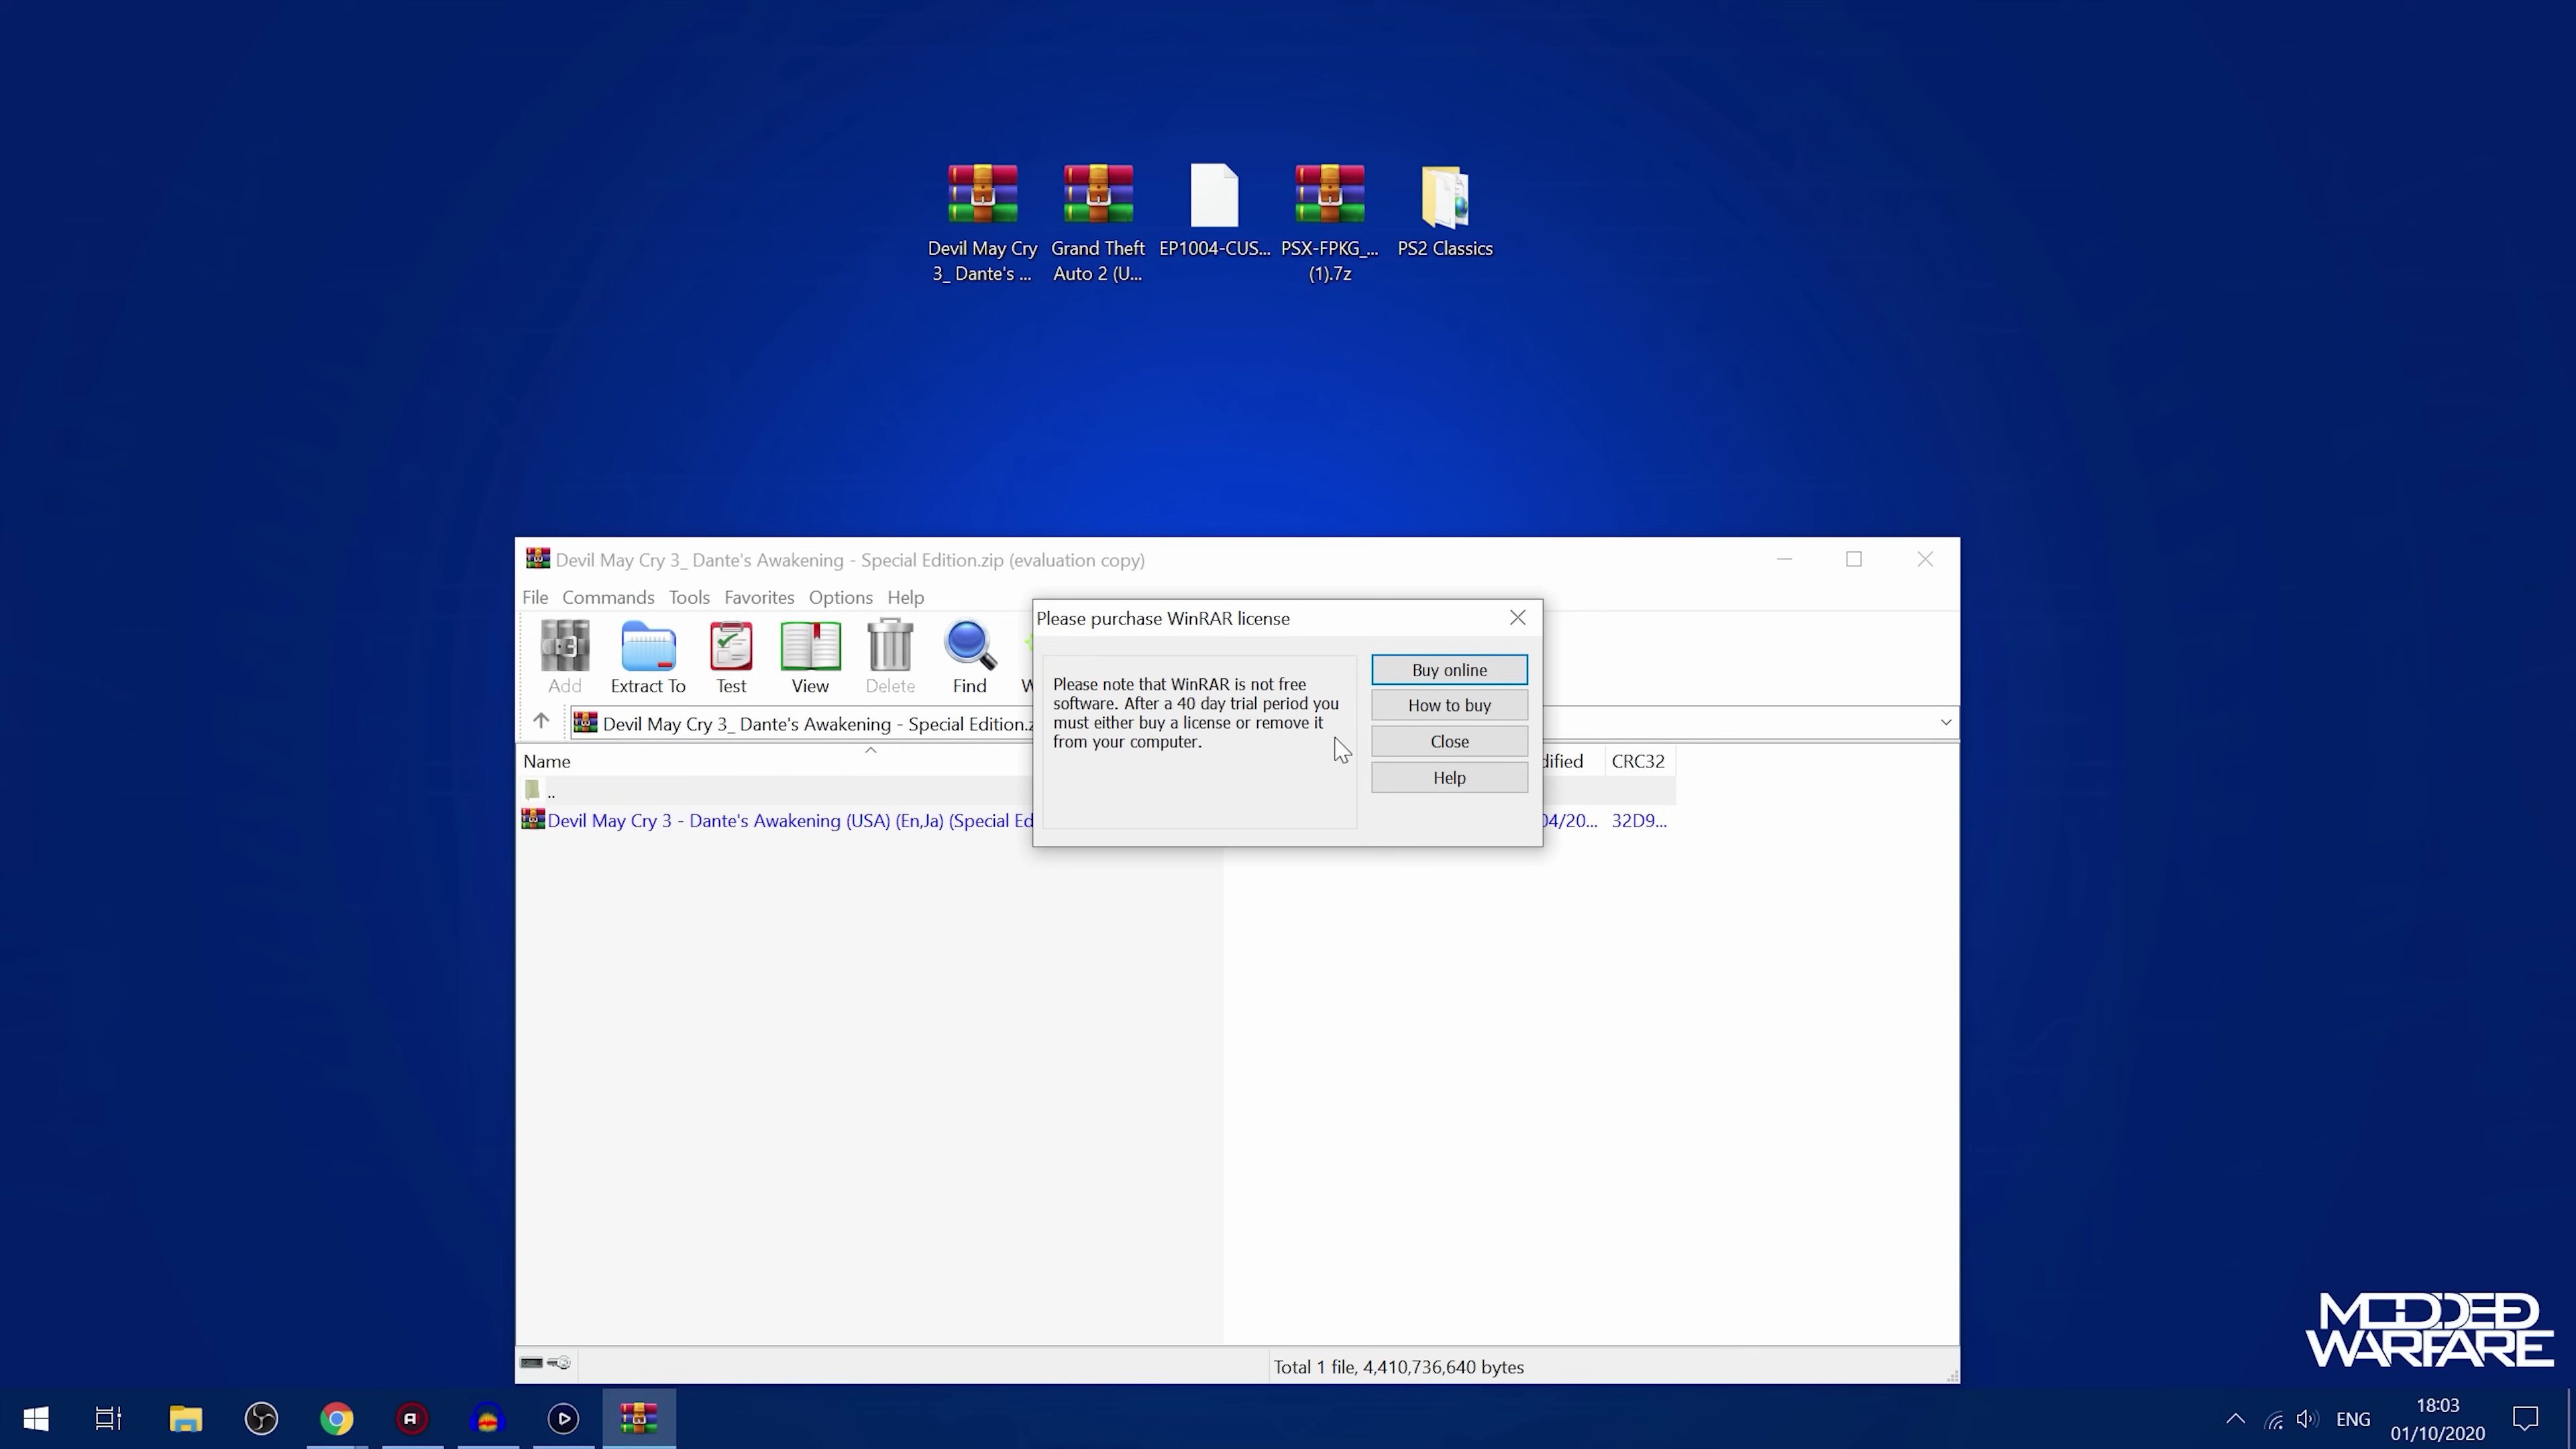 Devil May Cry
3_ Dante's ...
Grand Theft
Auto 2 (U...
EP1004-CUS...
PSX-FPKG_...
(1).7z
PS2 Classics
Devil May Cry 3_ Dante's Awakening - Special Edition.zip (evaluation copy)
File Commands Tools Favorites Options Help
Add Extract To Test View Delete Find
Devil May Cry 3_ Dante's Awakening - Special Edition.z
Name
CRC32
..
Devil May Cry 3 - Dante's Awakening (USA) (En,Ja) (Special Ed
04/20... 32D9...
Please purchase WinRAR license
Please note that WinRAR is not free
software. After a 40 day trial period you
must either buy a license or remove it
from your computer.
Buy online
How to buy
Close
Help
Total 1 file, 4,410,736,640 bytes
MODDED
WARFARE
ENG
18:03
01/10/2020